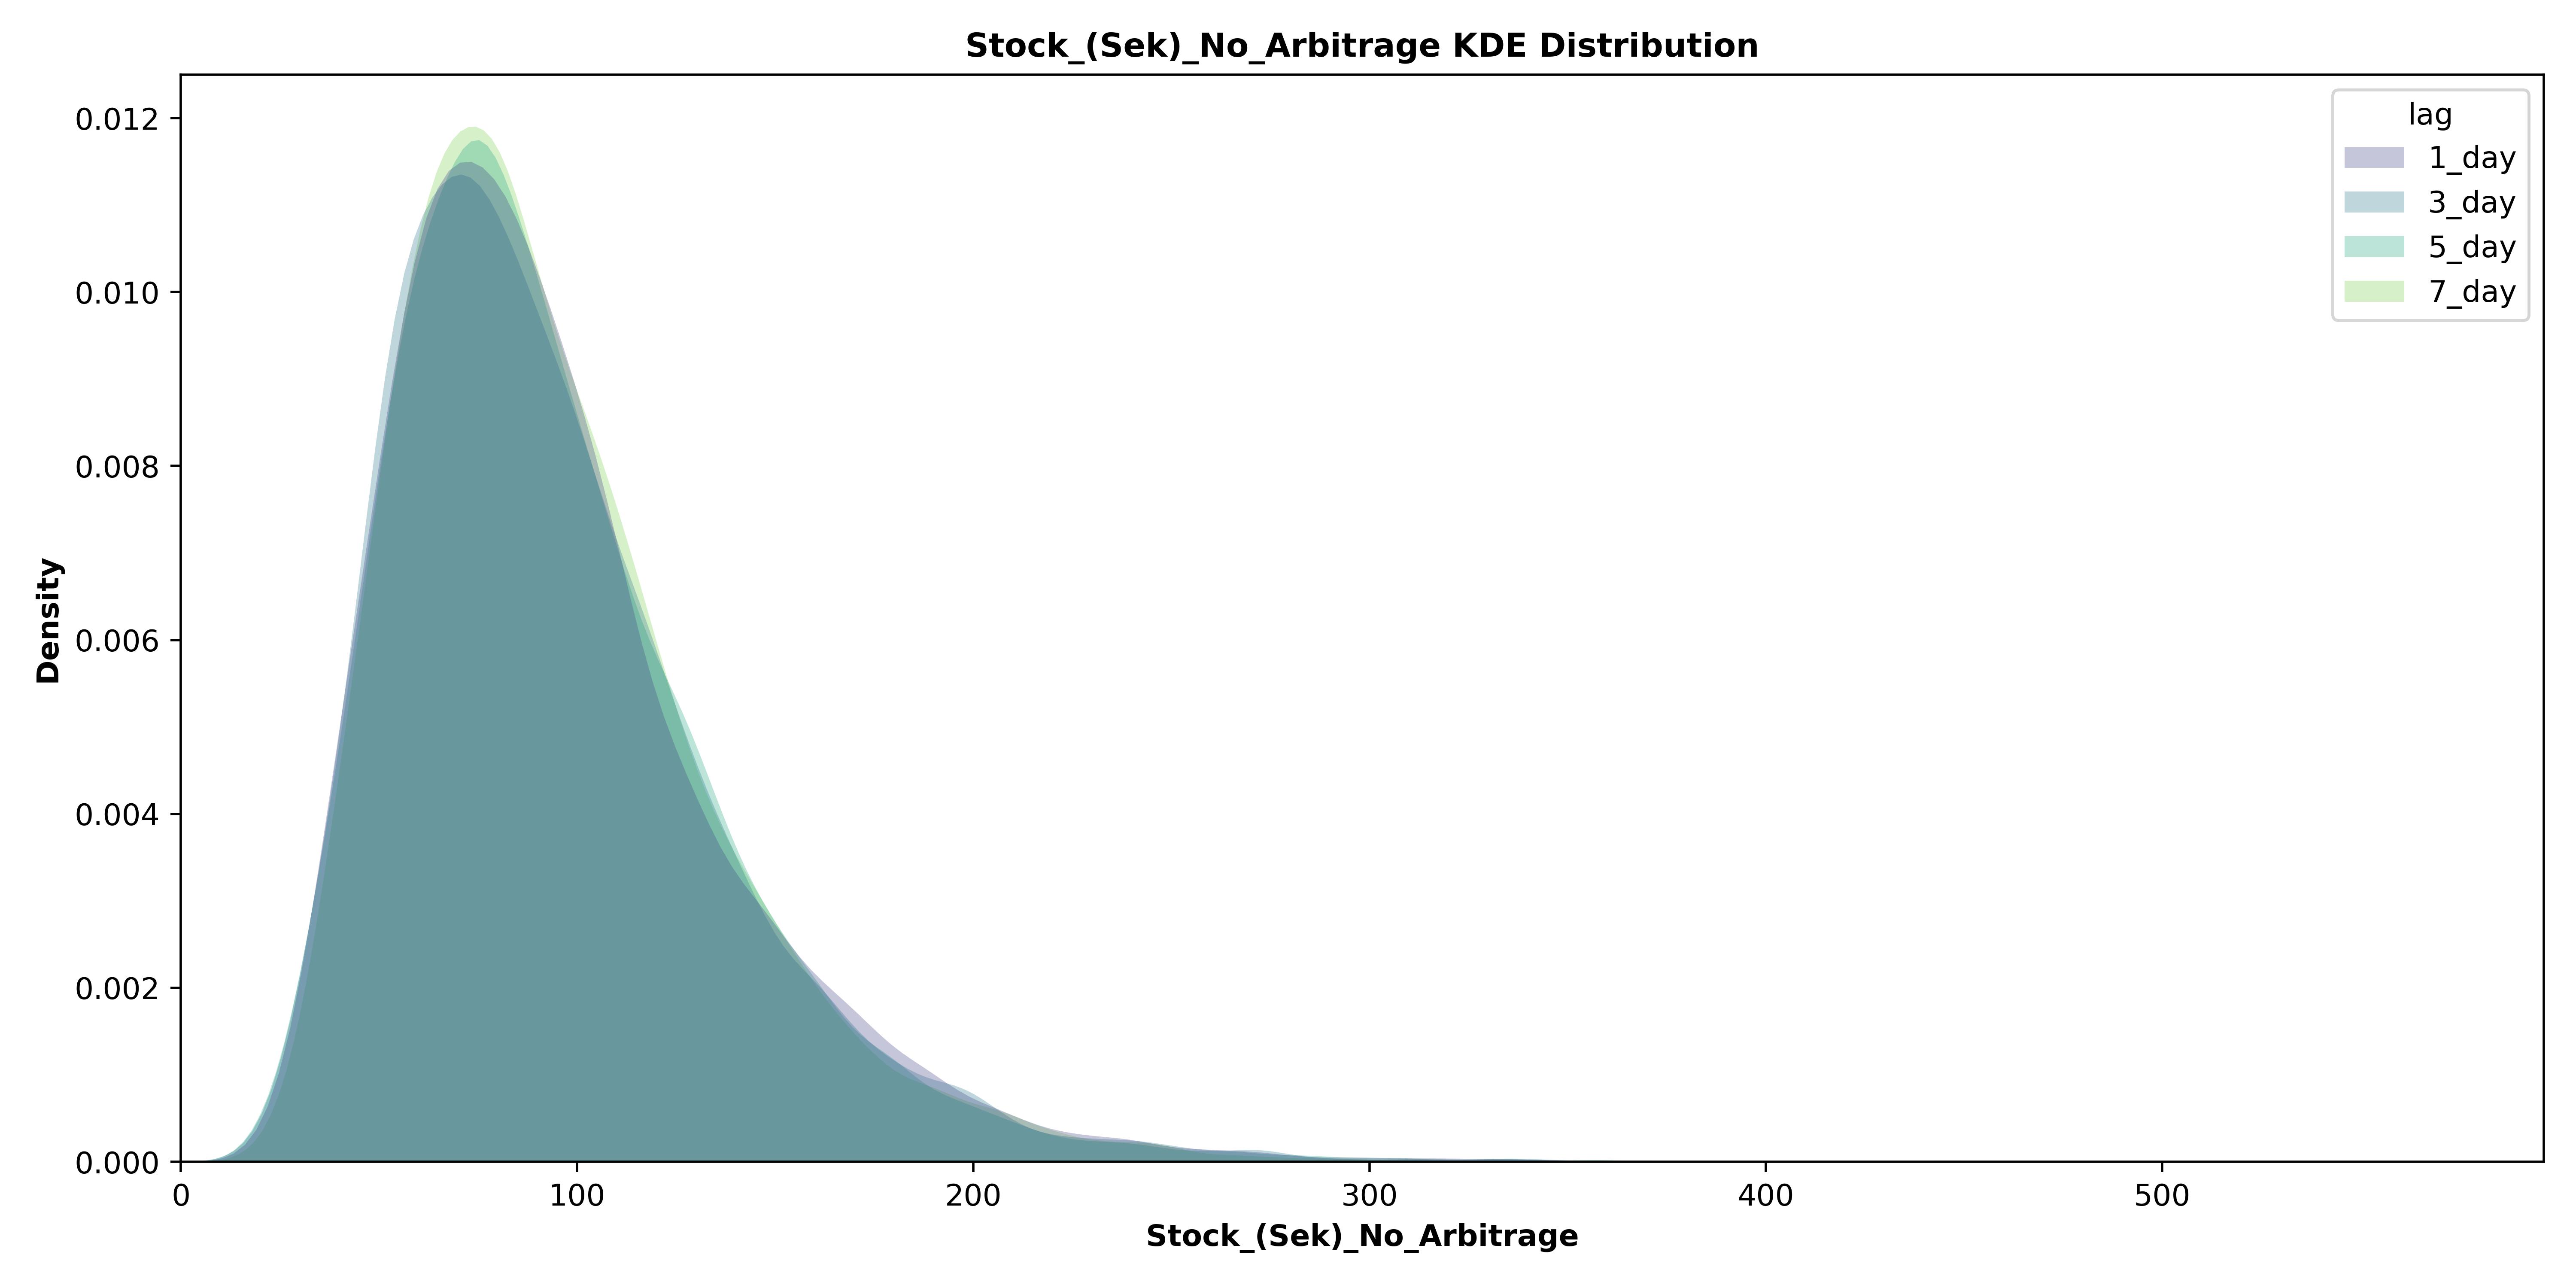 Stock_(Sek)_No_Arbitrage KDE Distribution
lag
1_day
3_day
5_day
7_day
Density
0.012
0.010
0.008
0.006
0.004
0.002
0.000
0 100 200 300 400 500
Stock_(Sek)_No_Arbitrage